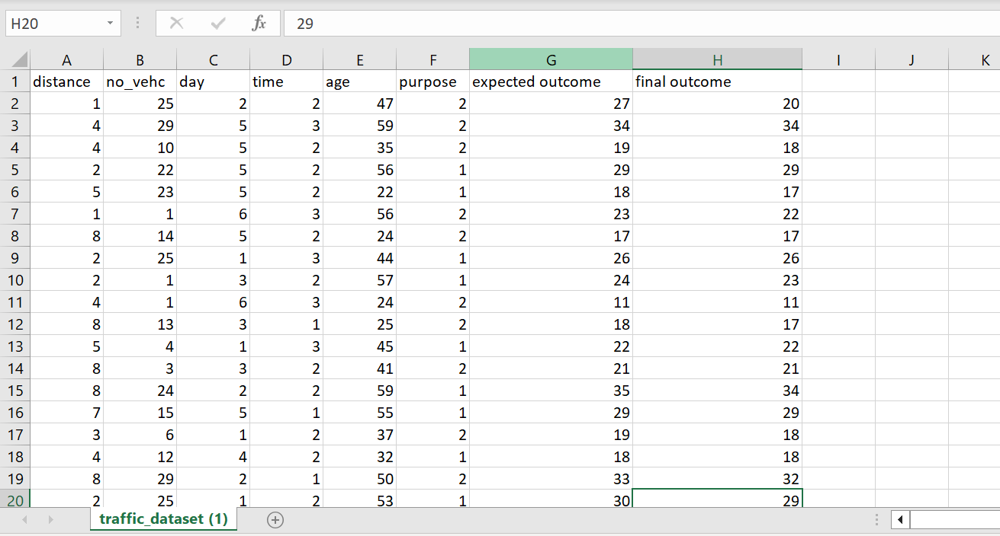 H20 fx 29
A B C D E F G H I J K
1 distance no_vehc day time age purpose expected outcome final outcome
2 1 25 2 2 47 2 27 20
3 4 29 5 3 59 2 34 34
4 4 10 5 2 35 2 19 18
5 2 22 5 2 56 1 29 29
6 5 23 5 2 22 1 18 17
7 1 1 6 3 56 2 23 22
8 8 14 5 2 24 2 17 17
9 2 25 1 3 44 1 26 26
10 2 1 3 2 57 1 24 23
11 4 1 6 3 24 2 11 11
12 8 13 3 1 25 2 18 17
13 5 4 1 3 45 1 22 22
14 8 3 3 2 41 2 21 21
15 8 24 2 2 59 1 35 34
16 7 15 5 1 55 1 29 29
17 3 6 1 2 37 2 19 18
18 4 12 4 2 32 1 18 18
19 8 29 2 1 50 2 33 32
20 2 25 1 2 53 1 30 29
traffic_dataset (1)